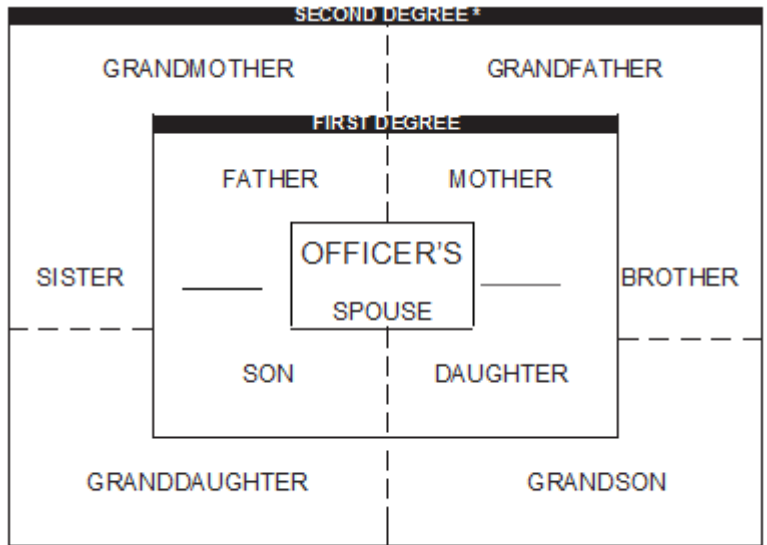 SECOND DEGREE*
GRANDMOTHER GRANDFATHER
FIRST DEGREE
FATHER MOTHER
OFFICER'S
SISTER BROTHER
SPOUSE
SON DAUGHTER
GRANDDAUGHTER GRANDSON